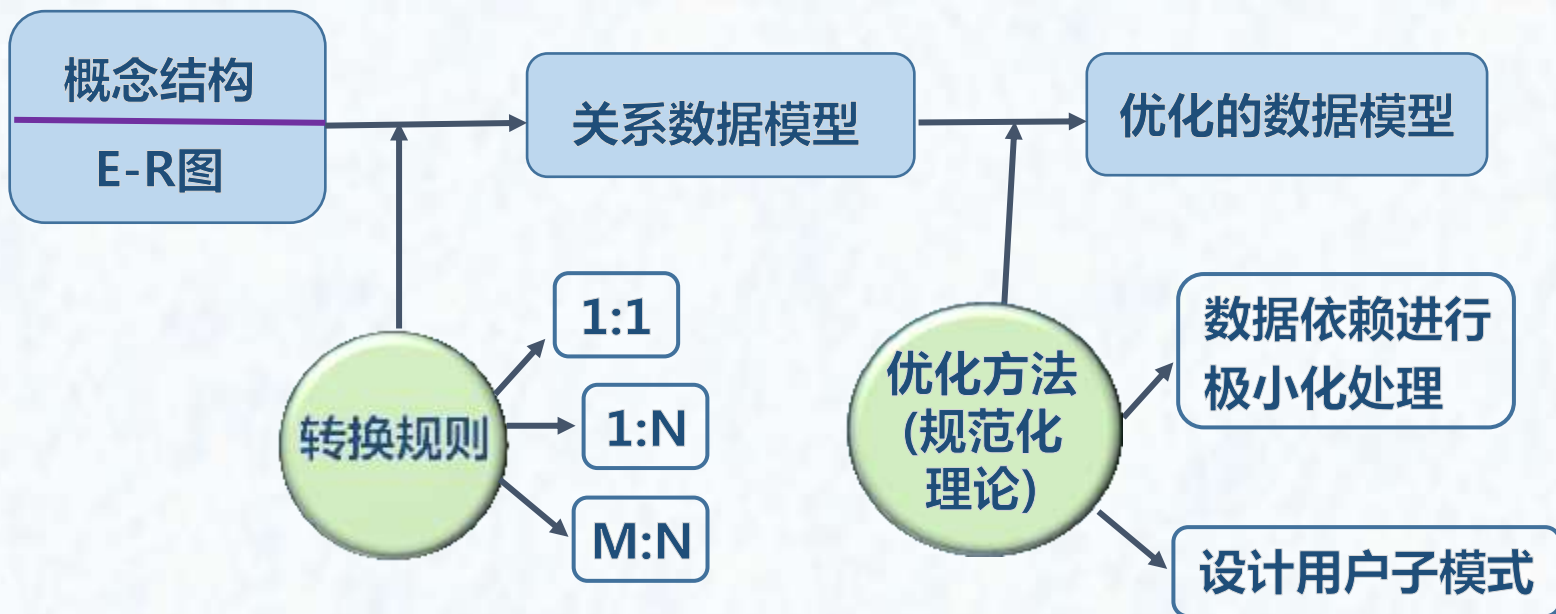 概念结构
E-R图
关系数据模型
优化的数据模型
转换规则
1:1
1:N
M:N
优化方法
(规范化
理论)
数据依赖进行
极小化处理
设计用户子模式